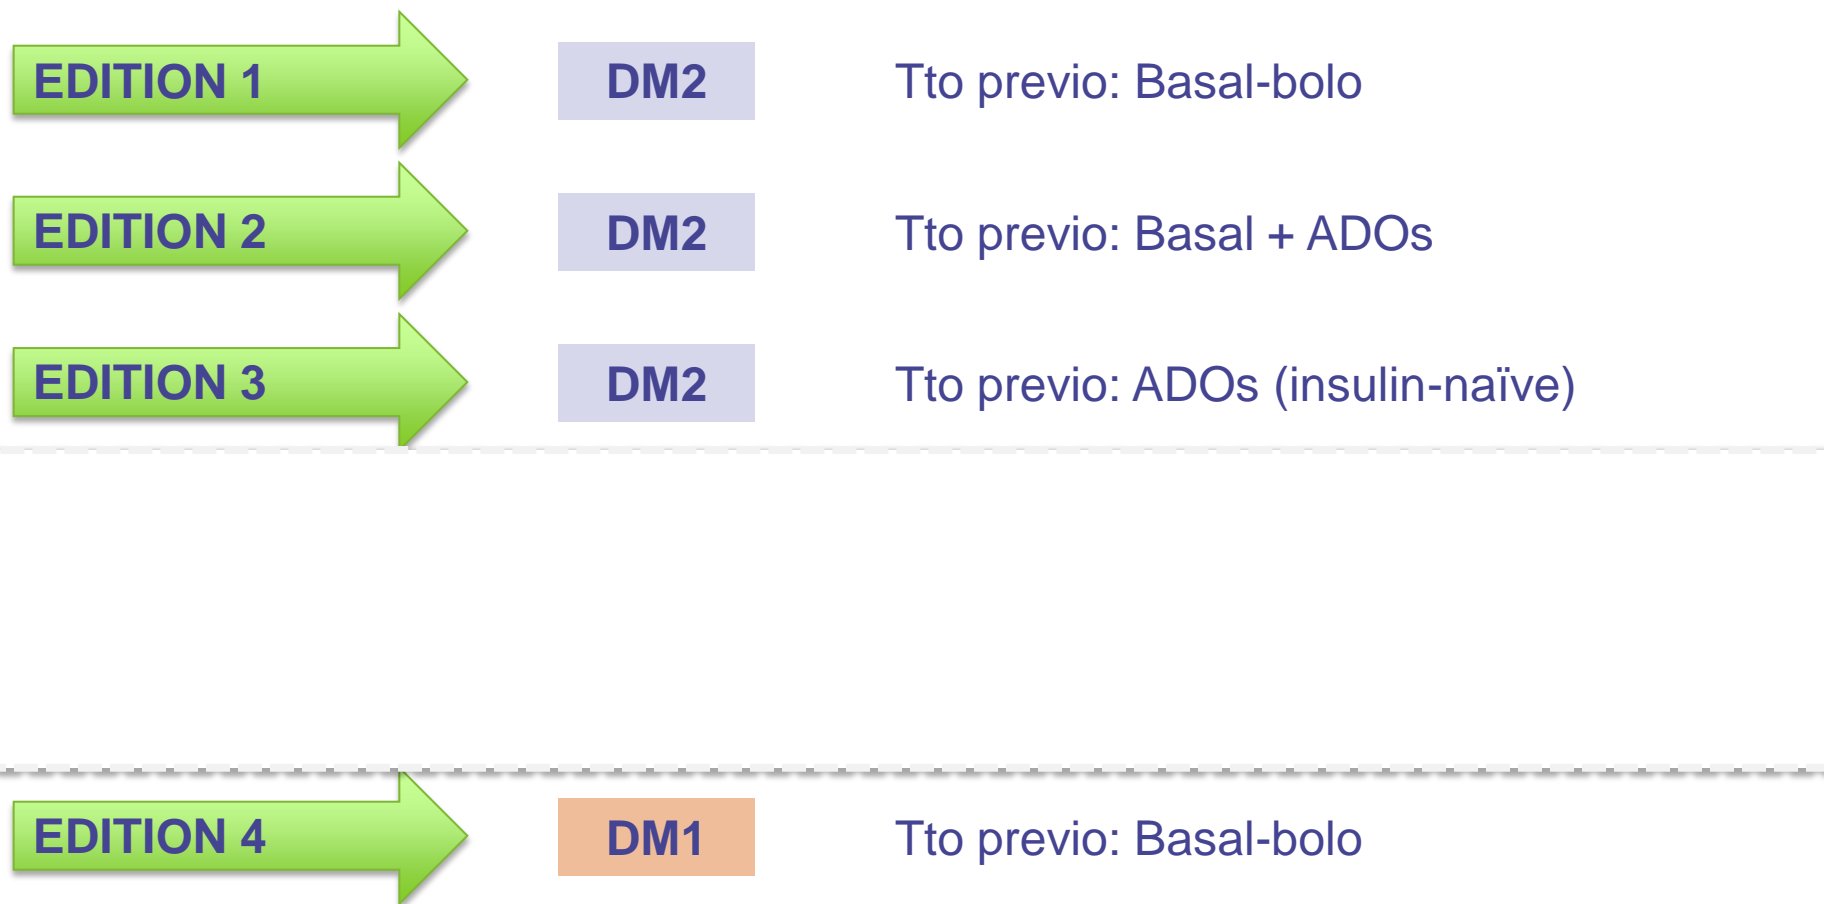 EDITION 1 DM2 Tto previo: Basal-bolo
EDITION 2 DM2 Tto previo: Basal + ADOs
EDITION 3 DM2 Tto previo: ADOs (insulin-naïve)
EDITION 4 DM1 Tto previo: Basal-bolo